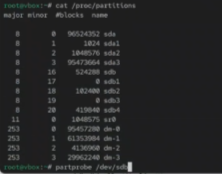 root@vbox:~# cat /proc/partitions
major minor  #blocks  name

   8        0   96524352 sda
   8        1       1024 sda1
   8        2    1048576 sda2
   8        3   95473664 sda3
   8       16     524288 sdb
   8       17          0 sdb1
   8       18     102400 sdb2
   8       19          0 sdb3
   8       20     419840 sdb4
  11        0    1048575 sr0
 253        0   95457280 dm-0
 253        1   61353984 dm-1
 253        2    4136960 dm-2
 253        3   29962240 dm-3
root@vbox:~# partprobe /dev/sdb